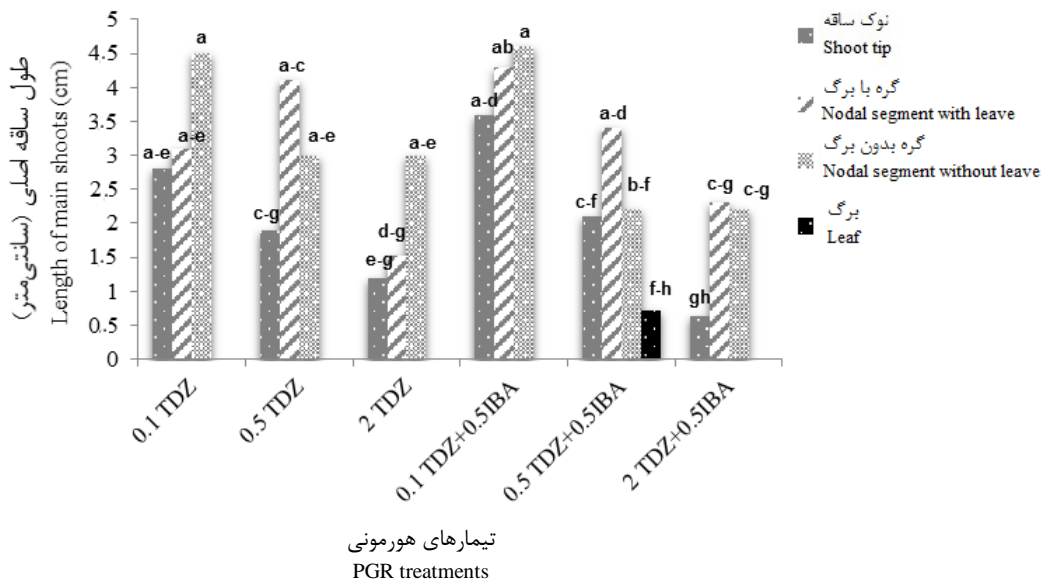 طول ساقه اصلی (سانتی‌متر)
Length of main shoots (cm)
5
4.5
4
3.5
3
2.5
2
1.5
1
0.5
0
a-e
a-e
a
c-g
a-c
a-e
e-g
d-g
a-e
a-d
ab
a
c-f
a-d
b-f
f-h
gh
c-g
c-g
0.1 TDZ
0.5 TDZ
2 TDZ
0.1 TDZ+0.5IBA
0.5 TDZ+0.5IBA
2 TDZ+0.5IBA
تیمارهای هورمونی
PGR treatments
نوک ساقه
Shoot tip
گره با برگ
Nodal segment with leave
گره بدون برگ
Nodal segment without leave
برگ
Leaf